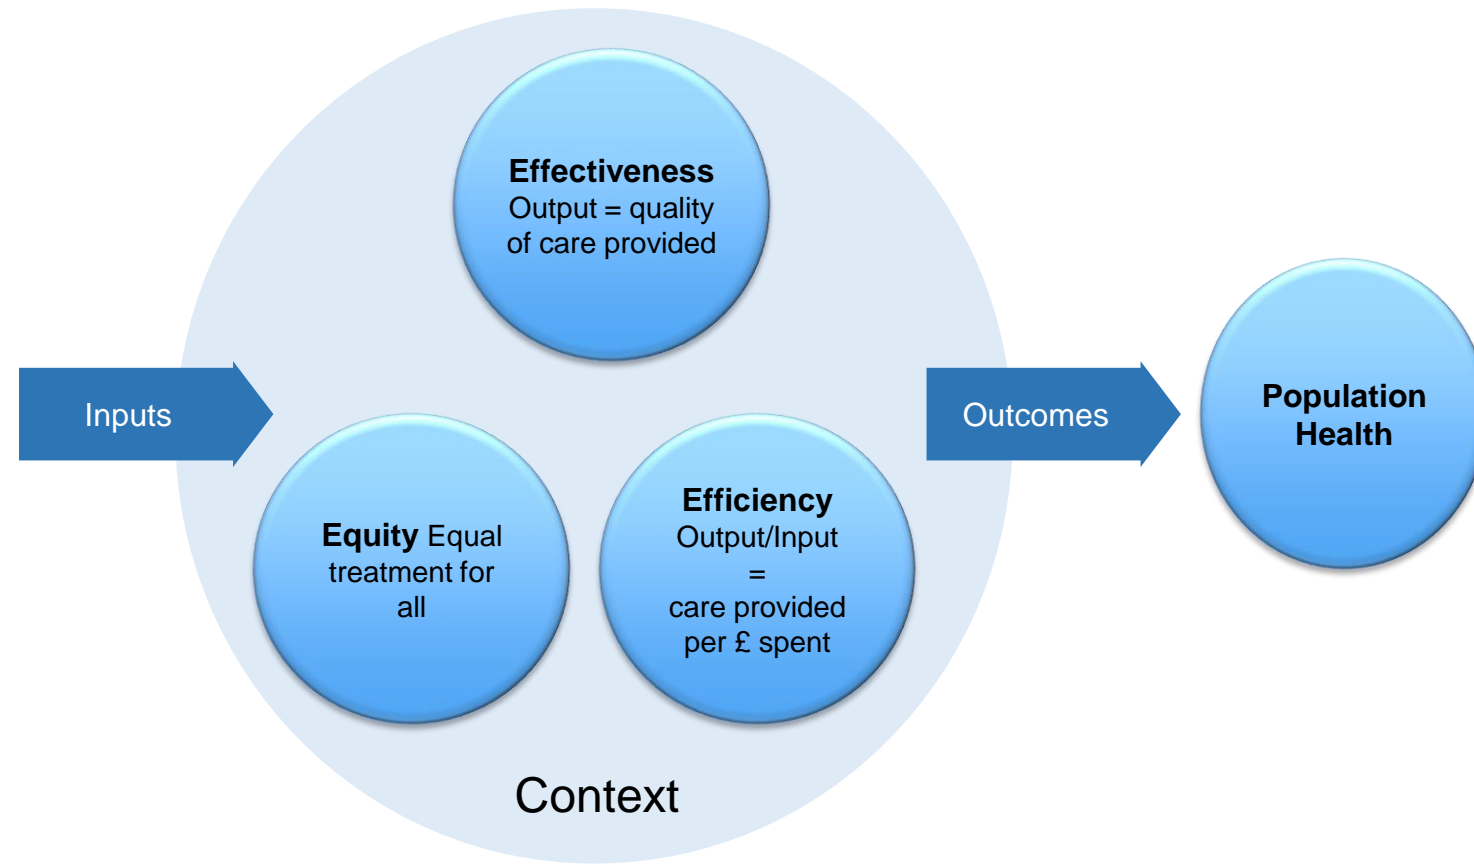 Effectiveness
Output = quality
of care provided
Inputs
Outcomes
Population
Health
Equity Equal
treatment for
all
Efficiency
Output/Input
=
care provided
per £ spent
Context